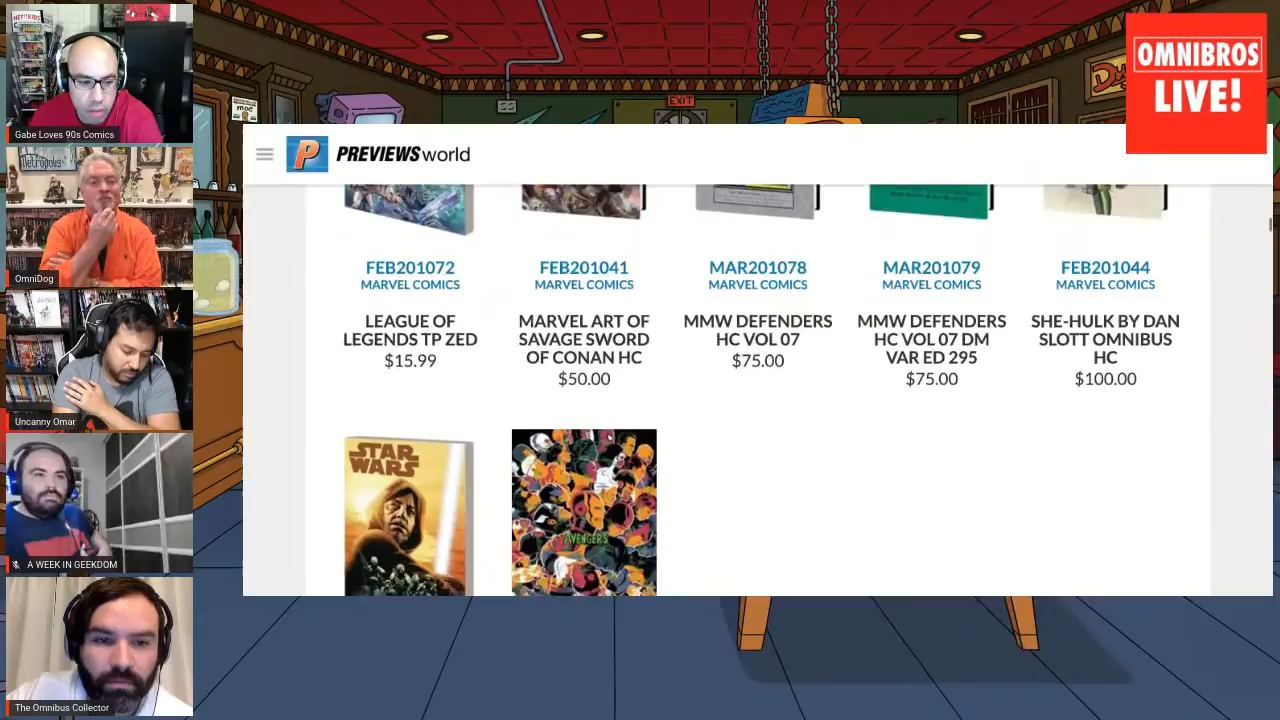 Gabe Loves 90s Comics
OmniDog
Uncanny Omar
A WEEK IN GEEKDOM
The Omnibus Collector
EXIT
OMNIBROS
LIVE!
P PREVIEWSworld
FEB201072
MARVEL COMICS
LEAGUE OF
LEGENDS TP ZED
$15.99
FEB201041
MARVEL COMICS
MARVEL ART OF
SAVAGE SWORD
OF CONAN HC
$50.00
MAR201078
MARVEL COMICS
MMW DEFENDERS
HC VOL 07
$75.00
MAR201079
MARVEL COMICS
MMW DEFENDERS
HC VOL 07 DM
VAR ED 295
$75.00
FEB201044
MARVEL COMICS
SHE-HULK BY DAN
SLOTT OMNIBUS
HC
$100.00
STAR
WARS
AVENGERS